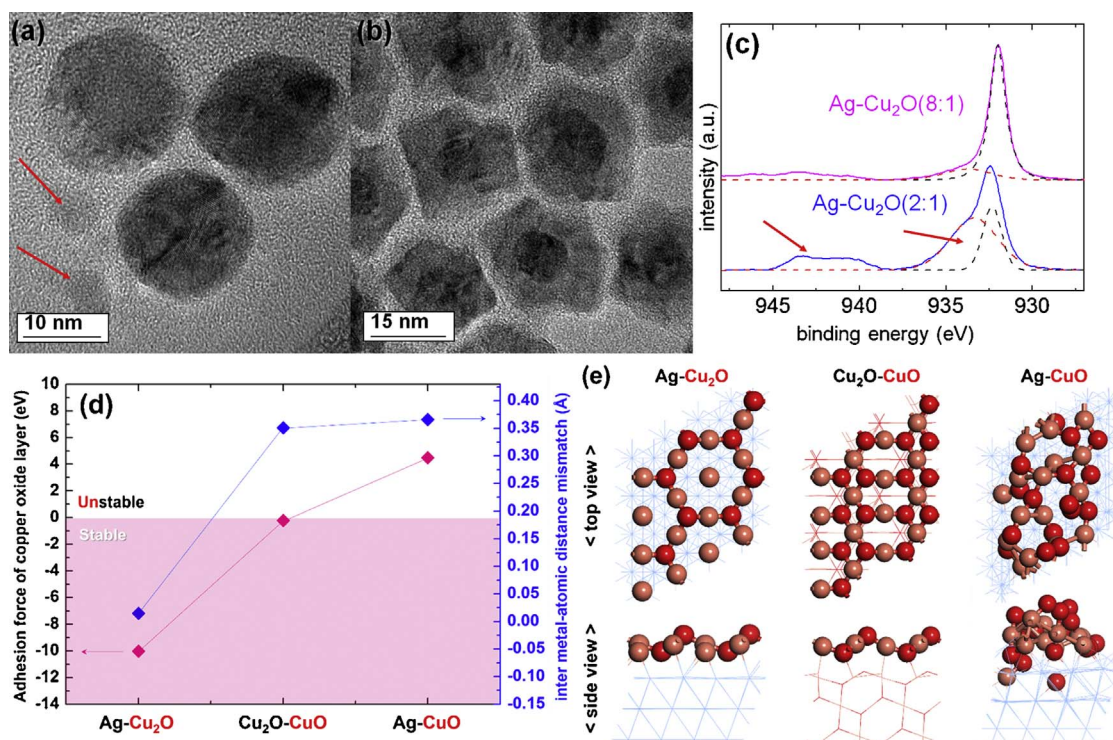 (a)
10 nm
(b)
15 nm
(c)
Ag-Cu₂O(8:1)
Ag-Cu₂O(2:1)
intensity (a.u.)
945
940
935
930
binding energy (eV)
(d)
Adhesion force of copper oxide layer (eV)
10
8
6
4
2
0
-2
-4
-6
-8
-10
-12
-14
Unstable
Stable
0.40
0.35
0.30
0.25
0.20
0.15
0.10
0.05
0.00
-0.05
-0.10
-0.15
inter metal-atomic distance mismatch (Å)
Ag-Cu₂O
Cu₂O-CuO
Ag-CuO
(e)
Ag-Cu₂O
Cu₂O-CuO
Ag-CuO
< top view >
< side view >